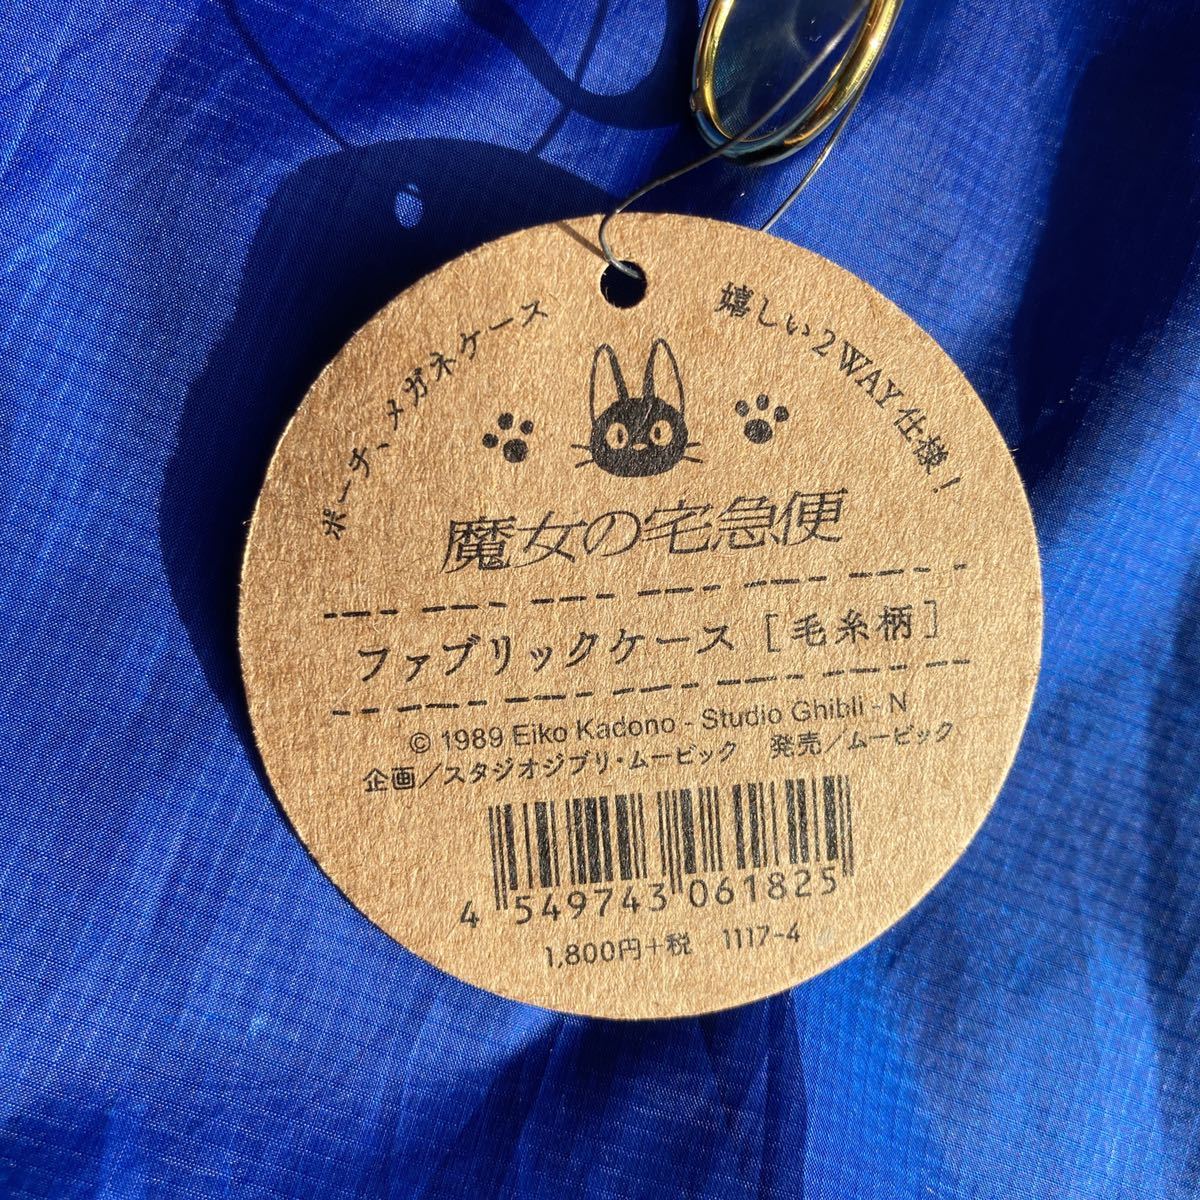 ポーチ、メガネケース
嬉しい2WAY仕様！
魔女の宅急便
ファブリックケース［毛糸柄］
© 1989 Eiko Kadono - Studio Ghibli - N
企画／スタジオジブリ・ムービック　発売／ムービック
4 549743 061825
1,800円+税　1117-4